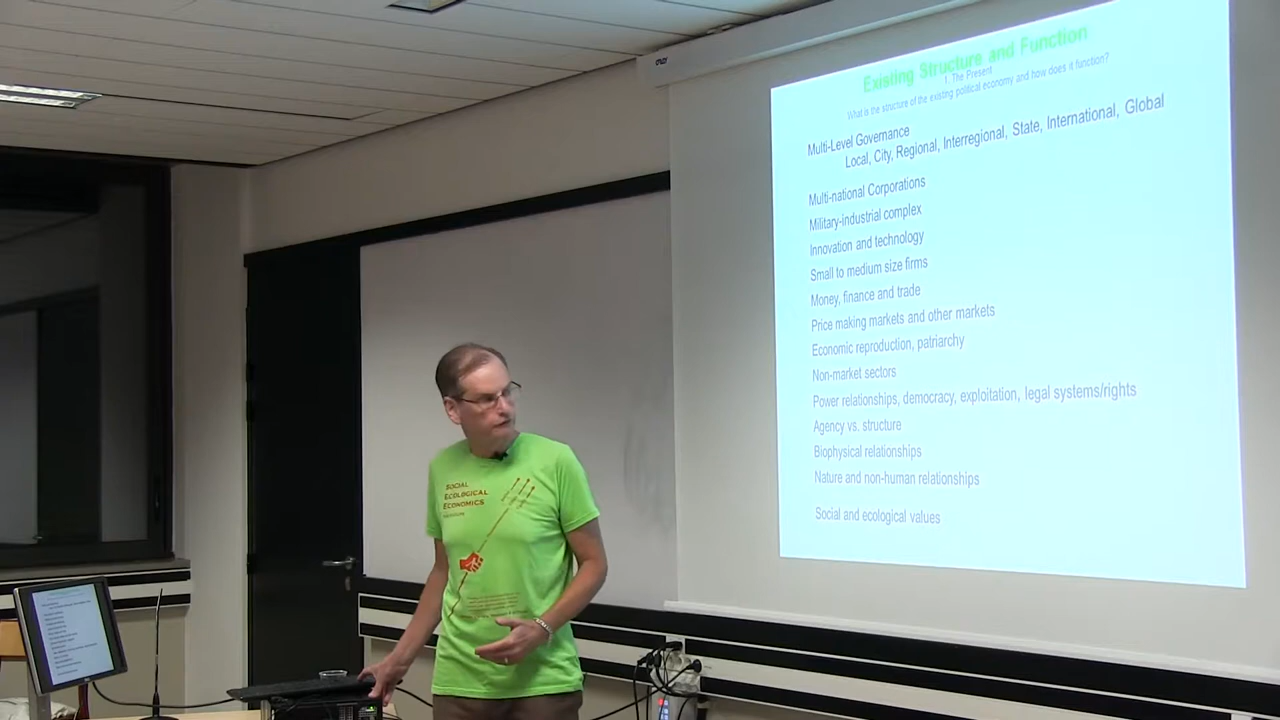 Existing Structure and Function
I. The Present
What is the structure of the existing political economy and how does it function?
Multi-Level Governance
Local, City, Regional, Interregional, State, International, Global
Multi-national Corporations
Military-industrial complex
Innovation and technology
Small to medium size firms
Money, finance and trade
Price making markets and other markets
Economic reproduction, patriarchy
Non-market sectors
Power relationships, democracy, exploitation, legal systems/rights
Agency vs. structure
Biophysical relationships
Nature and non-human relationships
Social and ecological values
SOCIAL
ECOLOGICAL
ECONOMICS